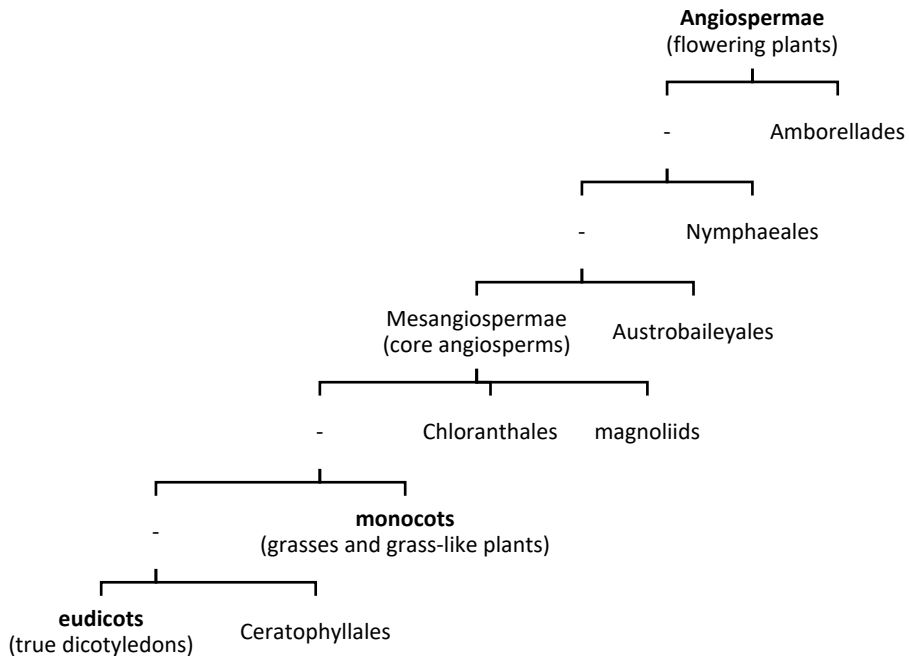 Angiospermae
(flowering plants)
-
Amborellades
-
Nymphaeales
Mesangiospermae
(core angiosperms)
Austrobaileyales
-
Chloranthales
magnoliids
-
monocots
(grasses and grass-like plants)
eudicots
(true dicotyledons)
Ceratophyllales